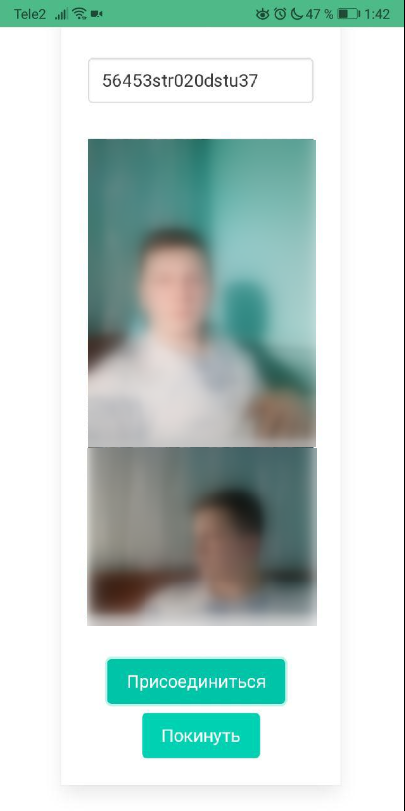 Tele2 47 % 1:42
56453str020dstu37
Присоединиться
Покинуть